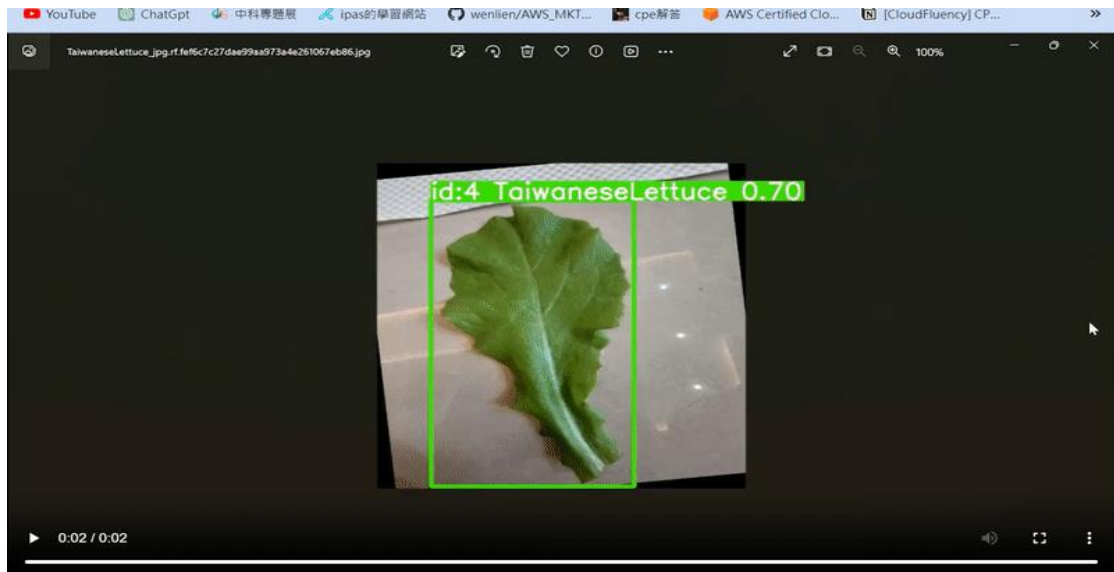 YouTube ChatGpt 中科專題展 ipas的學習網站 wenlien/AWS_MKT... cpe解答 AWS Certified Clo... [CloudFluency] CP... »
TaiwaneseLettuce_jpg.rf.fef6c7c27dae99aa973a4e261067eb86.jpg 100%
id:4 TaiwaneseLettuce 0.70
0:02 / 0:02